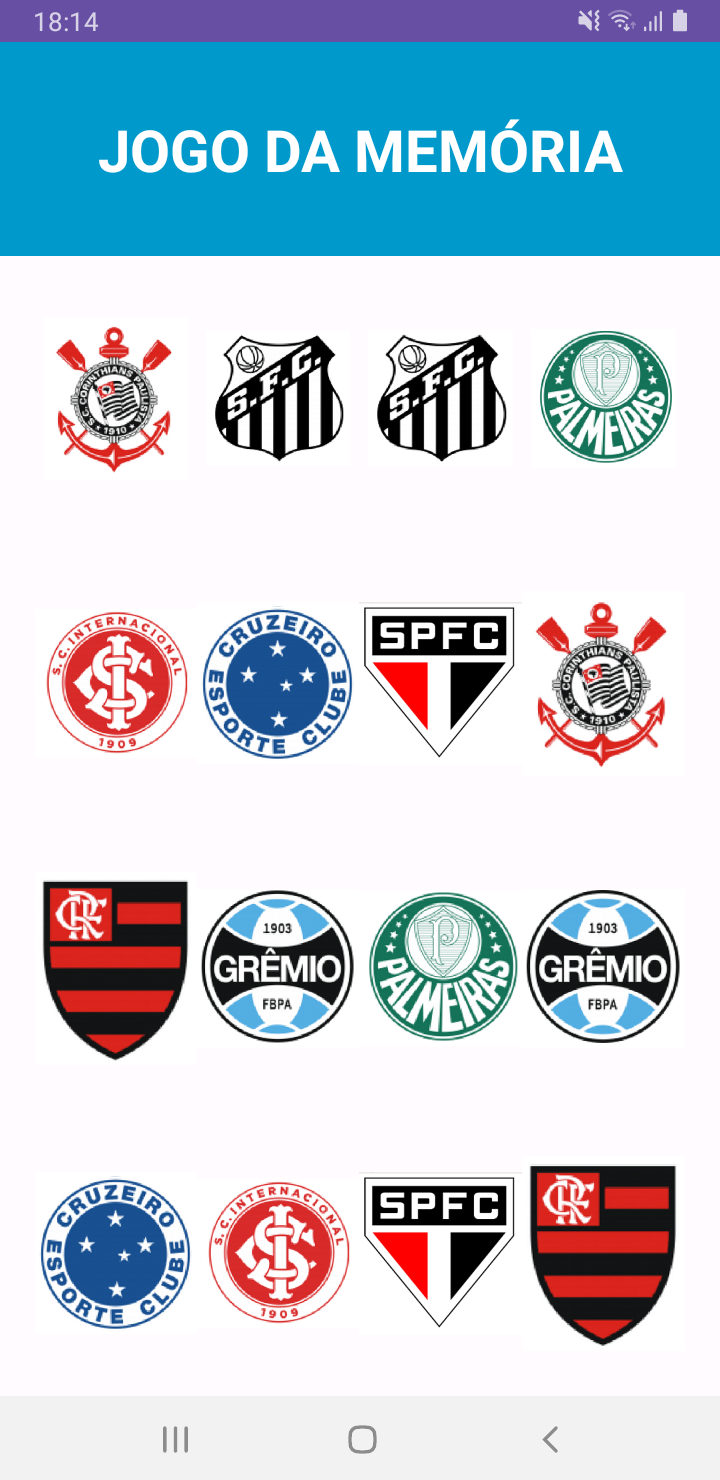 18:14
JOGO DA MEMÓRIA
S.C. CORINTHIANS PAULISTA
1910
S.F.C.
S.F.C.
P
PALMEIRAS
S.C. INTERNACIONAL
1909
CRUZEIRO
ESPORTE CLUBE
SPFC
S.C. CORINTHIANS PAULISTA
1910
CRF
1903
GRÊMIO
FBPA
P
PALMEIRAS
1903
GRÊMIO
FBPA
CRUZEIRO
ESPORTE CLUBE
S.C. INTERNACIONAL
1909
SPFC
CRF